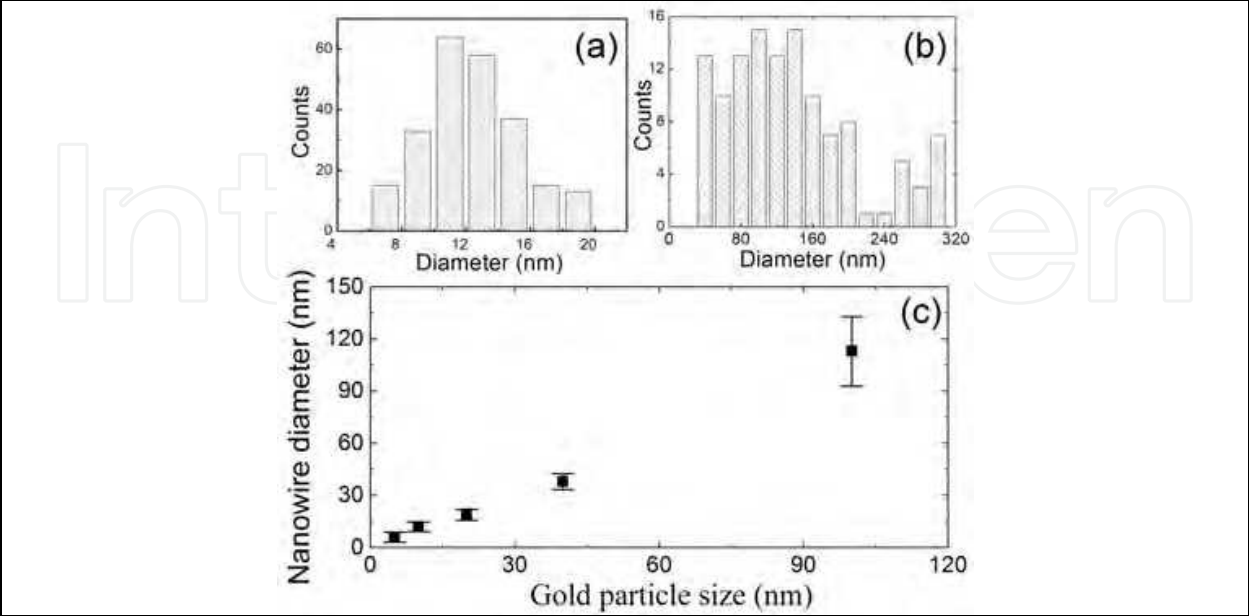 (a)
60
40
20
0
Counts
4 8 12 16 20
Diameter (nm)
(b)
16
12
8
4
0
Counts
0 80 160 240 320
Diameter (nm)
(c)
150
120
90
60
30
0
Nanowire diameter (nm)
0 30 60 90 120
Gold particle size (nm)